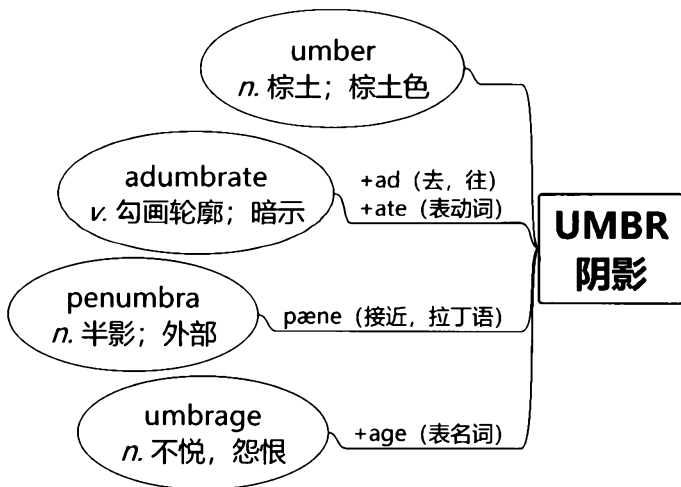 umber
n. 棕土；棕土色
adumbrate
v. 勾画轮廓；暗示
+ad（去，往）
+ate（表动词）
UMBR
阴影
penumbra
n. 半影；外部
pæne（接近，拉丁语）
umbrage
n. 不悦，怨恨
+age（表名词）